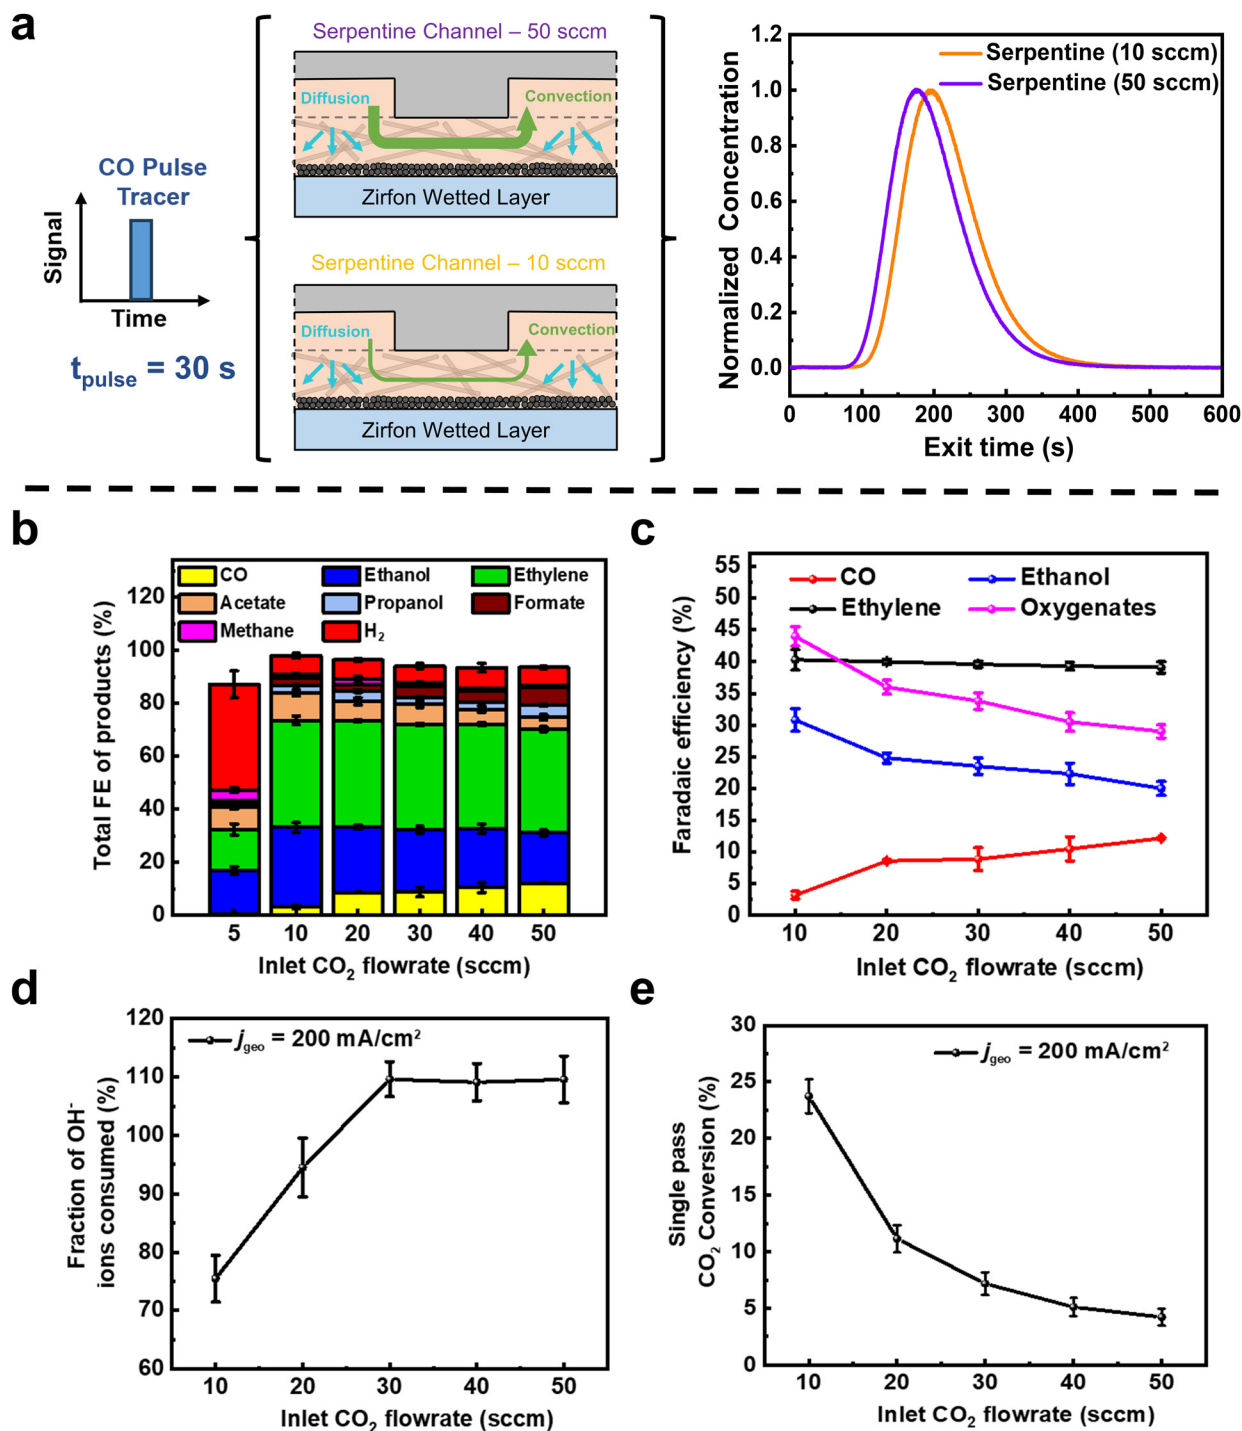 a
Serpentine Channel – 50 sccm
Diffusion
Convection
Zirfon Wetted Layer
CO Pulse
Tracer
Signal
Time
t_pulse = 30 s
Serpentine Channel – 10 sccm
Diffusion
Convection
Zirfon Wetted Layer
Normalized Concentration
1.2
1.0
0.8
0.6
0.4
0.2
0.0
Serpentine (10 sccm)
Serpentine (50 sccm)
0 100 200 300 400 500 600
Exit time (s)
b
Total FE of products (%)
120
100
80
60
40
20
0
CO Ethanol Ethylene
Acetate Propanol Formate
Methane H₂
5 10 20 30 40 50
Inlet CO₂ flowrate (sccm)
c
Faradaic efficiency (%)
55
50
45
40
35
30
25
20
15
10
5
0
CO Ethanol
Ethylene Oxygenates
10 20 30 40 50
Inlet CO₂ flowrate (sccm)
d
Fraction of OH⁻
ions consumed (%)
120
110
100
90
80
70
60
j_geo = 200 mA/cm²
10 20 30 40 50
Inlet CO₂ flowrate (sccm)
e
Single pass
CO₂ Conversion (%)
30
25
20
15
10
5
0
j_geo = 200 mA/cm²
10 20 30 40 50
Inlet CO₂ flowrate (sccm)